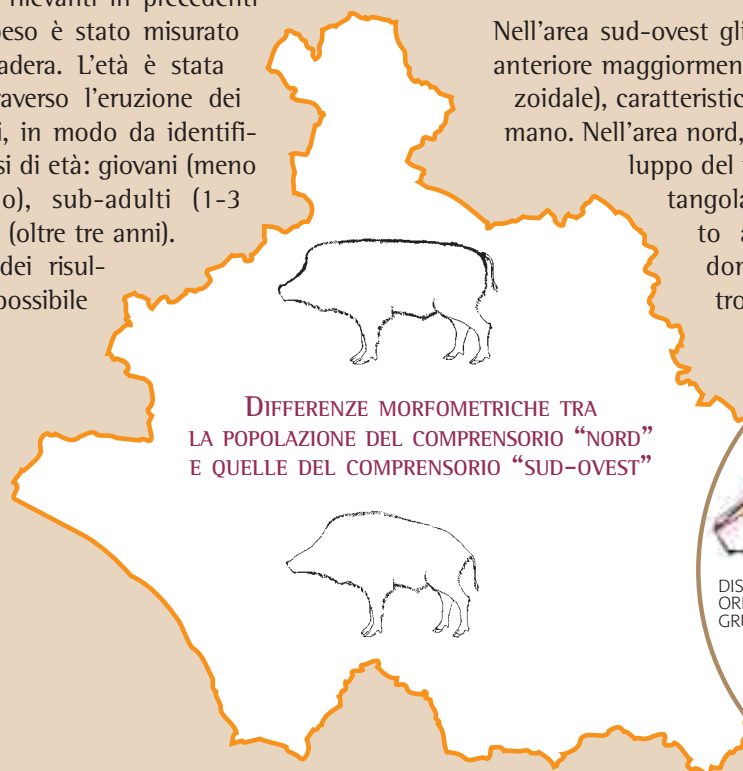 rilevanti in precedenti
peso è stato misurato
adera. L'età è stata
raverso l'eruzione dei
i, in modo da identifi-
si di età: giovani (meno
o), sub-adulti (1-3
(oltre tre anni).
dei risul-
possibile
Nell'area sud-ovest gli
anteriore maggiormen
zoidale), caratteristic
mano. Nell'area nord,
luppo del
tangola
to a
don
tro
DIFFERENZE MORFOMETRICHE TRA
LA POPOLAZIONE DEL COMPRENSORIO “NORD”
E QUELLE DEL COMPRENSORIO “SUD-OVEST”
DIS
ORI
GRU